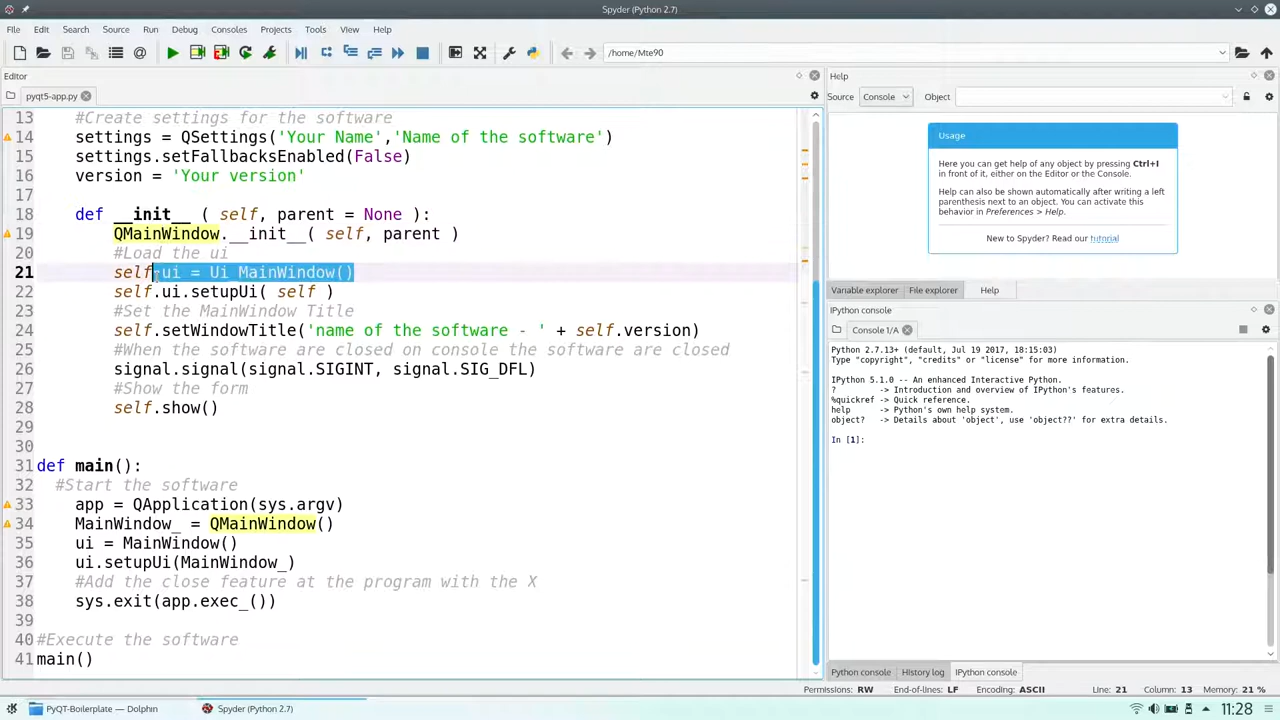 Spyder (Python 2.7)
File Edit Search Source Run Debug Consoles Projects Tools View Help
/home/Mte90
Editor
pyqt5-app.py
13 #Create settings for the software
14 settings = QSettings('Your Name','Name of the software')
15 settings.setFallbacksEnabled(False)
16 version = 'Your version'
17
18 def __init__ ( self, parent = None ):
19 QMainWindow.__init__( self, parent )
20 #Load the ui
21 self.ui = Ui_MainWindow()
22 self.ui.setupUi( self )
23 #Set the MainWindow Title
24 self.setWindowTitle('name of the software - ' + self.version)
25 #When the software are closed on console the software are closed
26 signal.signal(signal.SIGINT, signal.SIG_DFL)
27 #Show the form
28 self.show()
29
30
31 def main():
32 #Start the software
33 app = QApplication(sys.argv)
34 MainWindow_ = QMainWindow()
35 ui = MainWindow()
36 ui.setupUi(MainWindow_)
37 #Add the close feature at the program with the X
38 sys.exit(app.exec_())
39
40 #Execute the software
41 main()
Help
Source Console Object
Usage
Here you can get help of any object by pressing Ctrl+I
in front of it, either on the Editor or the Console.
Help can also be shown automatically after writing a left
parenthesis next to an object. You can activate this
behavior in Preferences > Help.
New to Spyder? Read our tutorial
Variable explorer File explorer Help
IPython console
Console 1/A
Python 2.7.13+ (default, Jul 19 2017, 18:15:03)
Type "copyright", "credits" or "license" for more information.
IPython 5.1.0 -- An enhanced Interactive Python.
? -> Introduction and overview of IPython's features.
%quickref -> Quick reference.
help -> Python's own help system.
object? -> Details about 'object', use 'object??' for extra details.
In [1]:
Python console History log IPython console
Permissions: RW End-of-lines: LF Encoding: ASCII Line: 21 Column: 13 Memory: 21 %
PyQT-Boilerplate — Dolphin Spyder (Python 2.7) 11:28